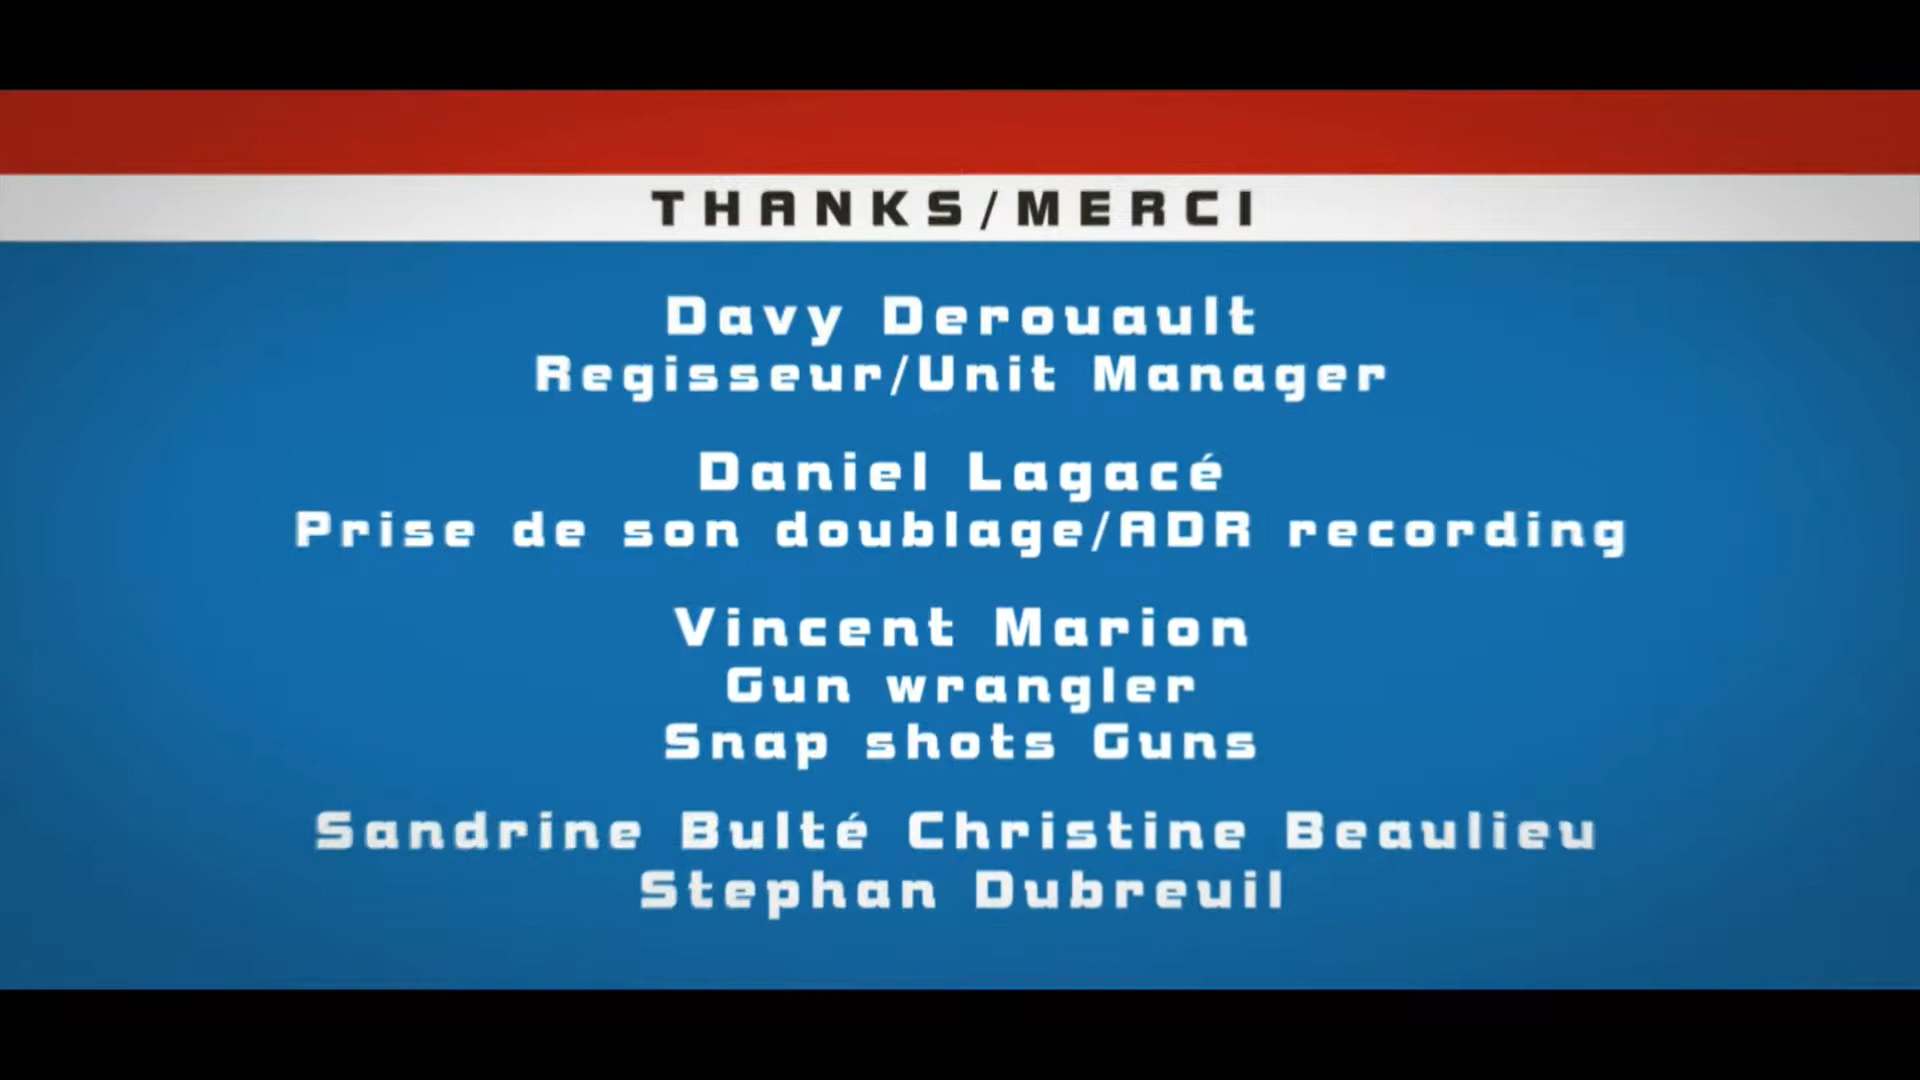 THANKS/MERCI
Davy Derouault
Regisseur/Unit Manager
Daniel Lagacé
Prise de son doublage/ADR recording
Vincent Marion
Gun wrangler
Snap shots Guns
Sandrine Bulté Christine Beaulieu
Stephan Dubreuil